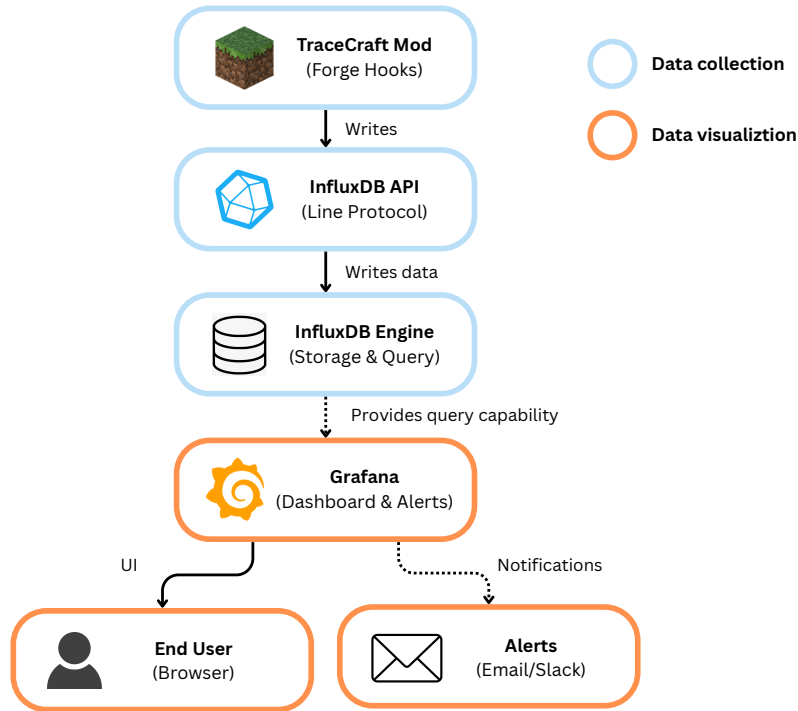 TraceCraft Mod
(Forge Hooks)
Data collection
Data visualiztion
Writes
InfluxDB API
(Line Protocol)
Writes data
InfluxDB Engine
(Storage & Query)
Provides query capability
Grafana
(Dashboard & Alerts)
UI
Notifications
End User
(Browser)
Alerts
(Email/Slack)